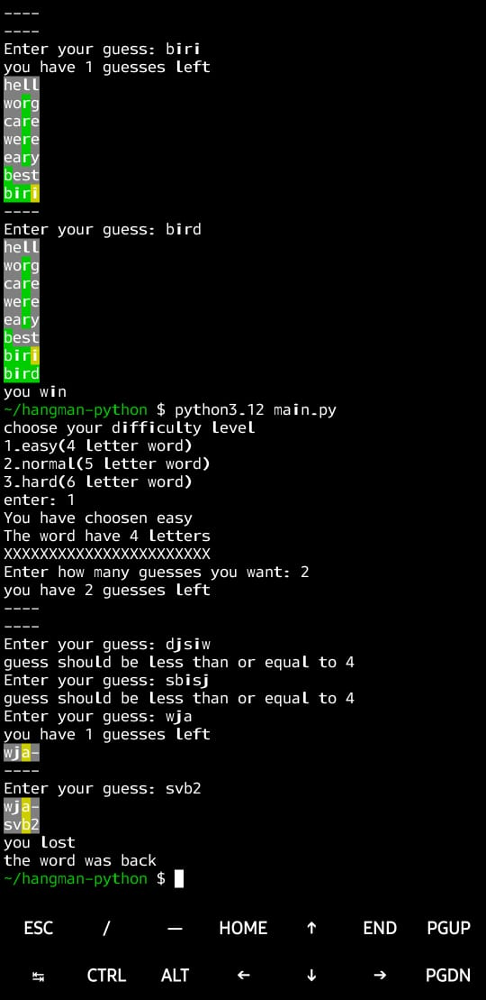 ----
----
Enter your guess: biri
you have 1 guesses left
hell
worg
care
were
eary
best
biri
----
Enter your guess: bird
hell
worg
care
were
eary
best
biri
bird
you win
~/hangman-python $ python3.12 main.py
choose your difficulty level
1.easy(4 letter word)
2.normal(5 letter word)
3.hard(6 letter word)
enter: 1
You have choosen easy
The word have 4 letters
XXXXXXXXXXXXXXXXXXXXXXXX
Enter how many guesses you want: 2
you have 2 guesses left
----
----
Enter your guess: djsiw
guess should be less than or equal to 4
Enter your guess: sbisj
guess should be less than or equal to 4
Enter your guess: wja
you have 1 guesses left
wja-
----
Enter your guess: svb2
wja-
svb2
you lost
the word was back
~/hangman-python $
ESC / — HOME ↑ END PGUP
↹ CTRL ALT ← ↓ → PGDN